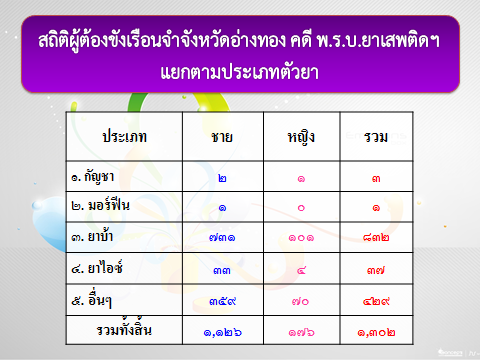 สถิติผู้ต้องขังเรือนจำจังหวัดอ่างทอง คดี พ.ร.บ.ยาเสพติดฯ
แยกตามประเภทตัวยา
ประเภท ชาย หญิง รวม
๑. กัญชา ๒ ๑ ๓
๒. มอร์ฟีน ๑ ๐ ๑
๓. ยาบ้า ๗๓๑ ๑๐๑ ๘๓๒
๔. ยาไอซ์ ๓๓ ๔ ๓๗
๕. อื่นๆ ๓๕๙ ๗๐ ๔๒๙
รวมทั้งสิ้น ๑,๑๒๖ ๑๗๖ ๑,๓๐๒